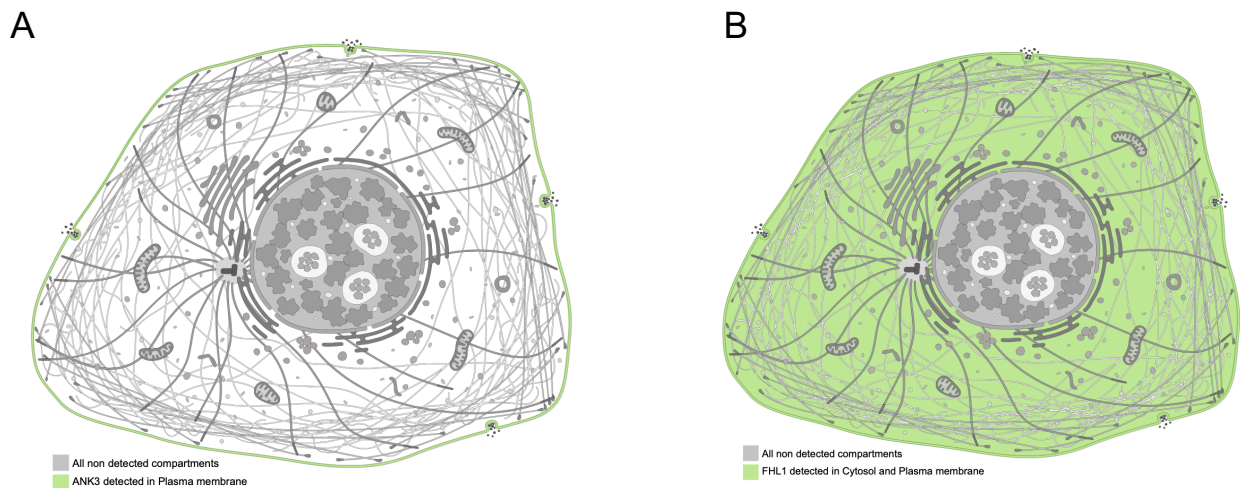 A
B
All non detected compartments
ANK3 detected in Plasma membrane
All non detected compartments
FHL1 detected in Cytosol and Plasma membrane